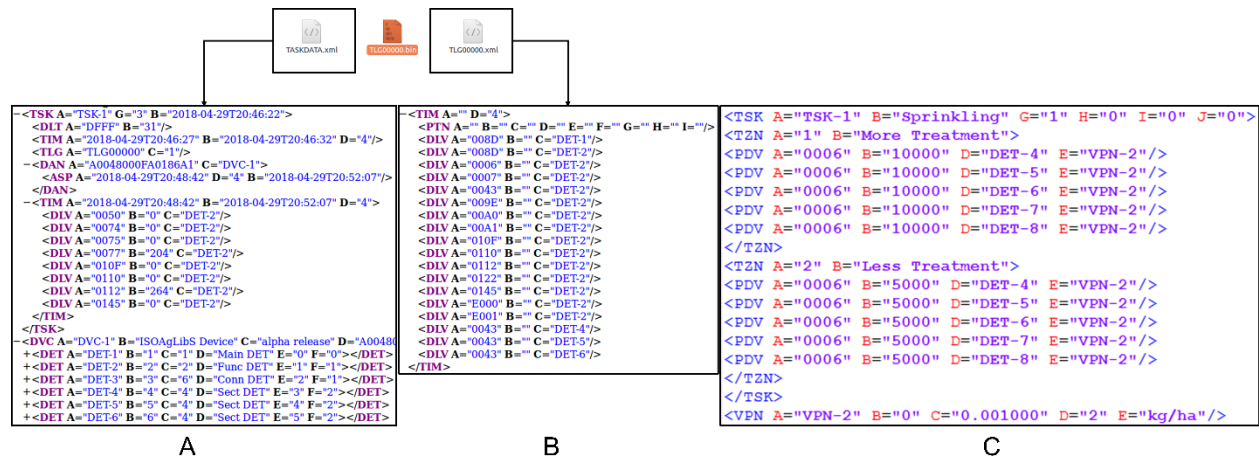 TASKDATA.xml
TLG00000.bin
TLG00000.xml
−<TSK A="TSK-1" G="3" B="2018-04-29T20:46:22">
<DLT A="DFFF" B="31"/>
<TIM A="2018-04-29T20:46:27" B="2018-04-29T20:46:32" D="4"/>
<TLG A="TLG00000" C="1"/>
−<DAN A="A0048000FA0186A1" C="DVC-1">
<ASP A="2018-04-29T20:48:42" D="4" B="2018-04-29T20:52:07"/>
</DAN>
−<TIM A="2018-04-29T20:48:42" B="2018-04-29T20:52:07" D="4">
<DLV A="0050" B="0" C="DET-2"/>
<DLV A="0074" B="0" C="DET-2"/>
<DLV A="0075" B="0" C="DET-2"/>
<DLV A="0077" B="204" C="DET-2"/>
<DLV A="010F" B="0" C="DET-2"/>
<DLV A="0110" B="0" C="DET-2"/>
<DLV A="0112" B="264" C="DET-2"/>
<DLV A="0145" B="0" C="DET-2"/>
</TIM>
</TSK>
−<DVC A="DVC-1" B="ISOAgLibS Device" C="alpha release" D="A00480
+<DET A="DET-1" B="1" C="1" D="Main DET" E="0" F="0"></DET>
+<DET A="DET-2" B="2" C="2" D="Func DET" E="1" F="1"></DET>
+<DET A="DET-3" B="3" C="6" D="Conn DET" E="2" F="1"></DET>
+<DET A="DET-4" B="4" C="4" D="Sect DET" E="3" F="2"></DET>
+<DET A="DET-5" B="5" C="4" D="Sect DET" E="4" F="2"></DET>
+<DET A="DET-6" B="6" C="4" D="Sect DET" E="5" F="2"></DET>
A
−<TIM A="" D="4">
<PTN A="" B="" C="" D="" E="" F="" G="" H="" I=""/>
<DLV A="008D" B="" C="DET-1"/>
<DLV A="008D" B="" C="DET-2"/>
<DLV A="0006" B="" C="DET-2"/>
<DLV A="0007" B="" C="DET-2"/>
<DLV A="0043" B="" C="DET-2"/>
<DLV A="009E" B="" C="DET-2"/>
<DLV A="00A0" B="" C="DET-2"/>
<DLV A="00A1" B="" C="DET-2"/>
<DLV A="010F" B="" C="DET-2"/>
<DLV A="0110" B="" C="DET-2"/>
<DLV A="0112" B="" C="DET-2"/>
<DLV A="0122" B="" C="DET-2"/>
<DLV A="0145" B="" C="DET-2"/>
<DLV A="E000" B="" C="DET-2"/>
<DLV A="E001" B="" C="DET-2"/>
<DLV A="0043" B="" C="DET-4"/>
<DLV A="0043" B="" C="DET-5"/>
<DLV A="0043" B="" C="DET-6"/>
</TIM>
B
<TSK A="TSK-1" B="Sprinkling" G="1" H="0" I="0" J="0">
<TZN A="1" B="More Treatment">
<PDV A="0006" B="10000" D="DET-4" E="VPN-2"/>
<PDV A="0006" B="10000" D="DET-5" E="VPN-2"/>
<PDV A="0006" B="10000" D="DET-6" E="VPN-2"/>
<PDV A="0006" B="10000" D="DET-7" E="VPN-2"/>
<PDV A="0006" B="10000" D="DET-8" E="VPN-2"/>
</TZN>
<TZN A="2" B="Less Treatment">
<PDV A="0006" B="5000" D="DET-4" E="VPN-2"/>
<PDV A="0006" B="5000" D="DET-5" E="VPN-2"/>
<PDV A="0006" B="5000" D="DET-6" E="VPN-2"/>
<PDV A="0006" B="5000" D="DET-7" E="VPN-2"/>
<PDV A="0006" B="5000" D="DET-8" E="VPN-2"/>
</TZN>
</TSK>
<VPN A="VPN-2" B="0" C="0.001000" D="2" E="kg/ha"/>
C